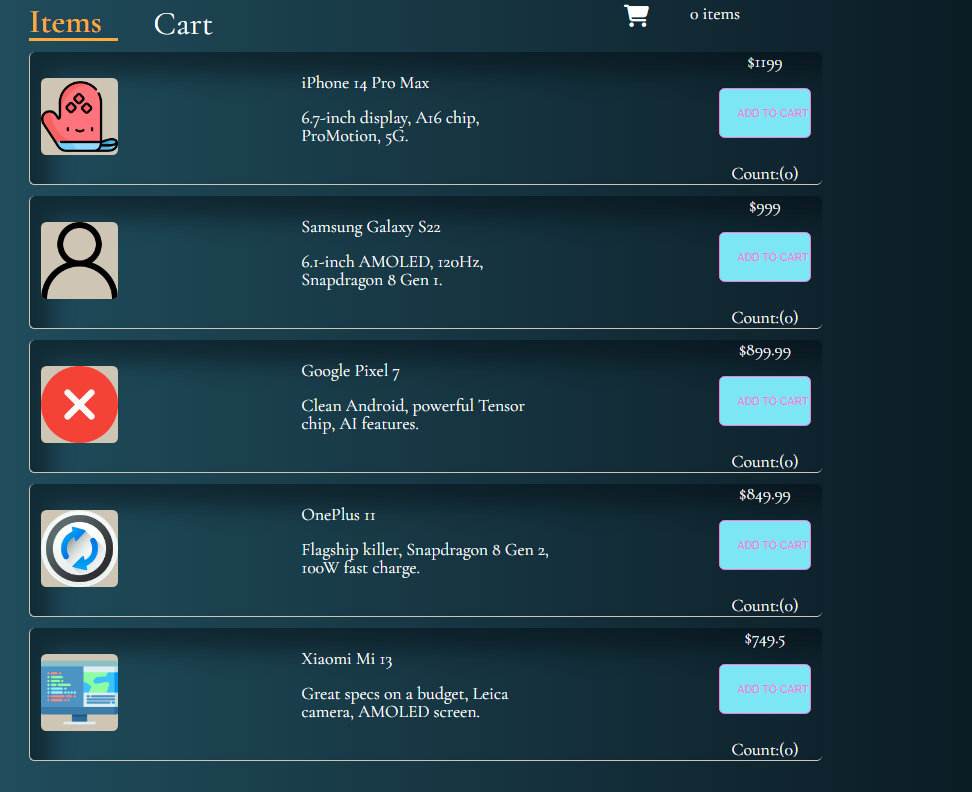 Items
Cart
0 items
iPhone 14 Pro Max
6.7-inch display, A16 chip,
ProMotion, 5G.
$1199
ADD TO CART
Count:(0)
Samsung Galaxy S22
6.1-inch AMOLED, 120Hz,
Snapdragon 8 Gen 1.
$999
ADD TO CART
Count:(0)
Google Pixel 7
Clean Android, powerful Tensor
chip, AI features.
$899.99
ADD TO CART
Count:(0)
OnePlus 11
Flagship killer, Snapdragon 8 Gen 2,
100W fast charge.
$849.99
ADD TO CART
Count:(0)
Xiaomi Mi 13
Great specs on a budget, Leica
camera, AMOLED screen.
$749.5
ADD TO CART
Count:(0)